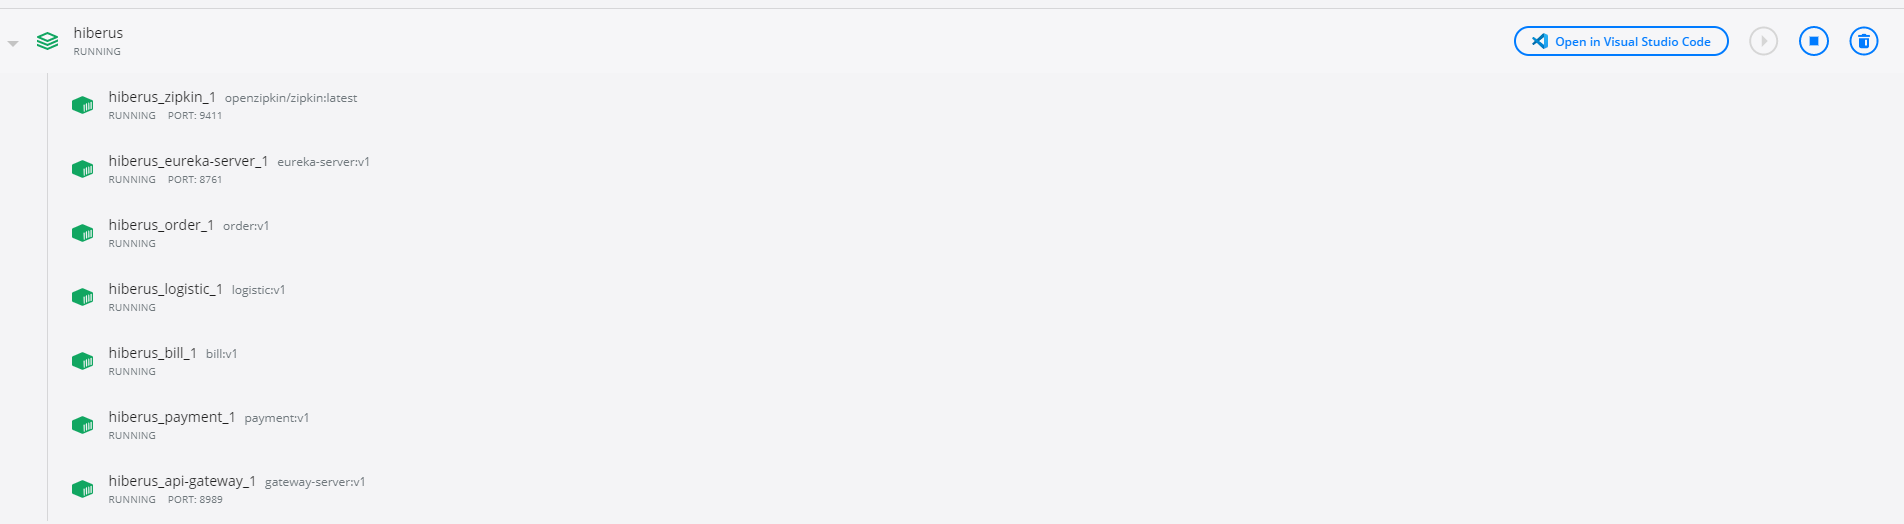 hiberus
RUNNING
Open in Visual Studio Code
hiberus_zipkin_1 openzipkin/zipkin:latest
RUNNING PORT: 9411
hiberus_eureka-server_1 eureka-server:v1
RUNNING PORT: 8761
hiberus_order_1 order:v1
RUNNING
hiberus_logistic_1 logistic:v1
RUNNING
hiberus_bill_1 bill:v1
RUNNING
hiberus_payment_1 payment:v1
RUNNING
hiberus_api-gateway_1 gateway-server:v1
RUNNING PORT: 8989